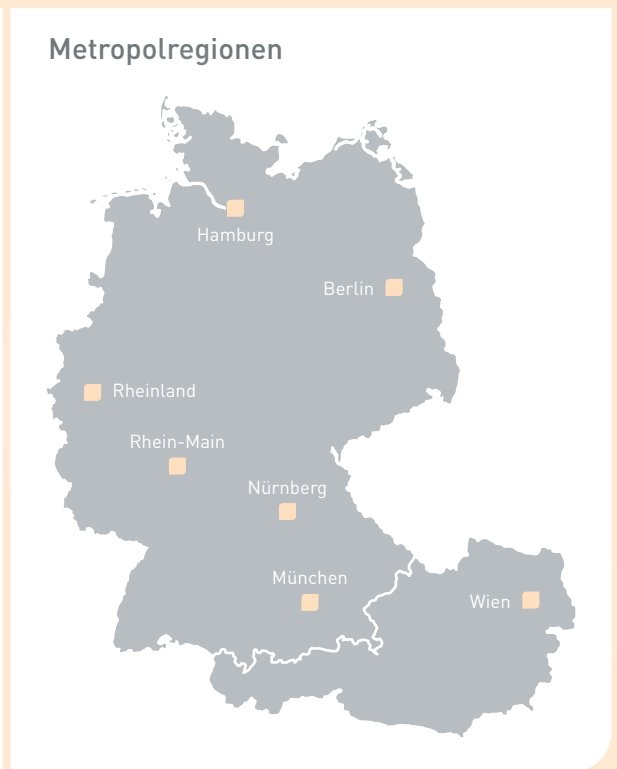 Metropolregionen
Hamburg
Berlin
Rheinland
Rhein-Main
Nürnberg
München
Wien